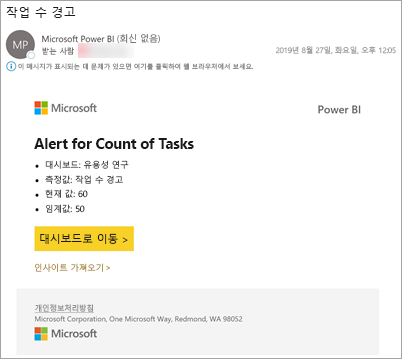 작업 수 경고
MP
Microsoft Power BI (회신 없음)
받는 사람
2019년 8월 27일, 화요일, 오후 12:05
이 메시지가 표시되는 데 문제가 있으면 여기를 클릭하여 웹 브라우저에서 보세요.
Microsoft
Power BI
Alert for Count of Tasks
• 대시보드: 유용성 연구
• 측정값: 작업 수 경고
• 현재 값: 60
• 임계값: 50
대시보드로 이동 >
인사이트 가져오기 >
개인정보처리방침
Microsoft Corporation, One Microsoft Way, Redmond, WA 98052
Microsoft